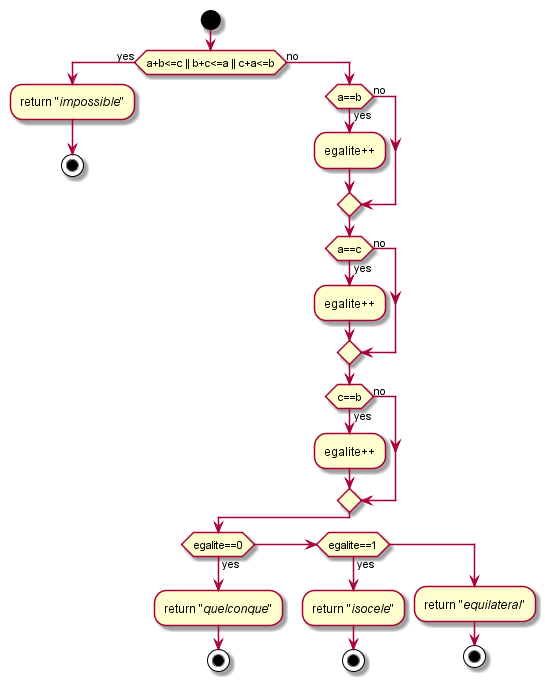 yes
a+b<=c || b+c<=a || c+a<=b
no
return "impossible"
a==b
no
yes
egalite++
a==c
no
yes
egalite++
c==b
no
yes
egalite++
egalite==0
egalite==1
yes
yes
return "quelconque"
return "isocele"
return "equilateral"